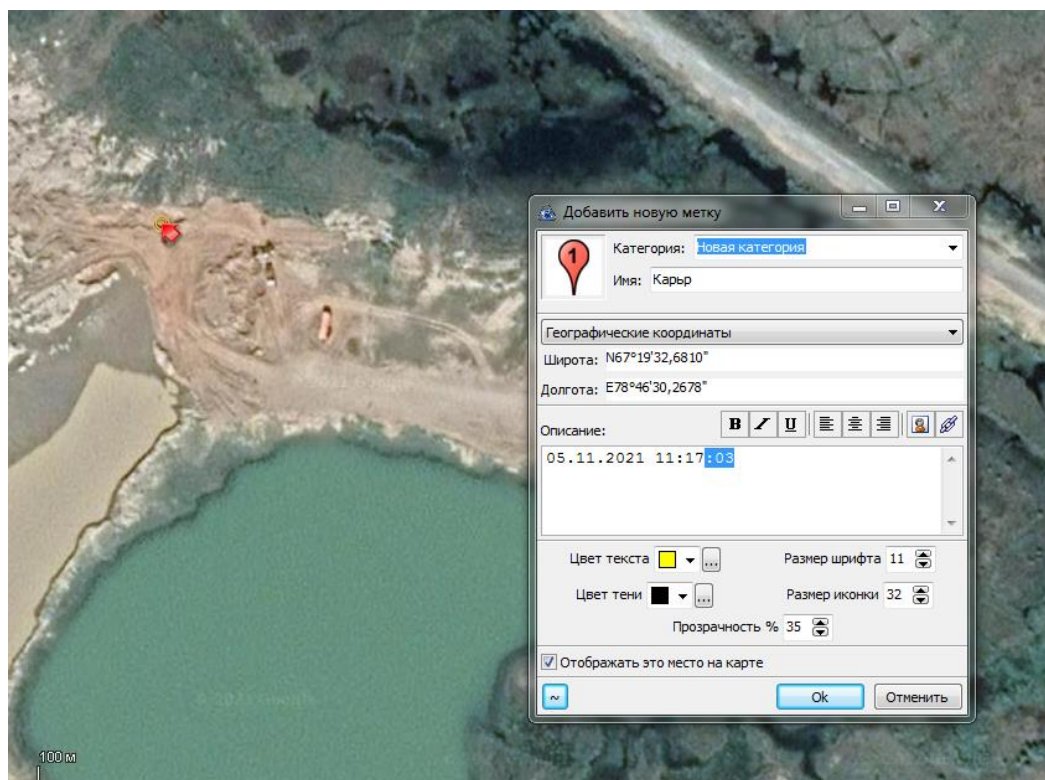 Добавить новую метку
1
Категория: Новая категория
Имя: Карьр
Географические координаты
Широта: N67°19'32,6810"
Долгота: E78°46'30,2678"
Описание: B I U
05.11.2021 11:17:03
Цвет текста ... Размер шрифта 11
Цвет тени ... Размер иконки 32
Прозрачность % 35
Отображать это место на карте
~ Ok Отменить
100 м